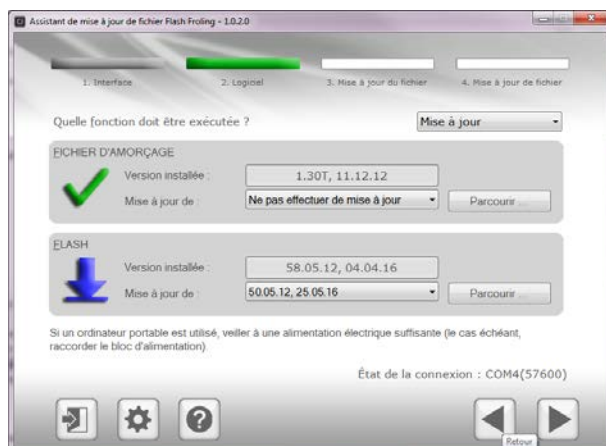 Assistant de mise à jour de fichier Flash Froling - 1.0.2.0
1. Interface
2. Logiciel
3. Mise à jour du fichier
4. Mise à jour de fichier
Quelle fonction doit être exécutée ?
Mise à jour
FICHIER D'AMORÇAGE
Version installée :
1.30T, 11.12.12
Mise à jour de :
Ne pas effectuer de mise à jour
Parcourir ...
FLASH
Version installée :
58.05.12, 04.04.16
Mise à jour de :
50.05.12, 25.05.16
Parcourir ...
Si un ordinateur portable est utilisé, veiller à une alimentation électrique suffisante (le cas échéant,
raccorder le bloc d'alimentation)
État de la connexion : COM4(57600)
Retour